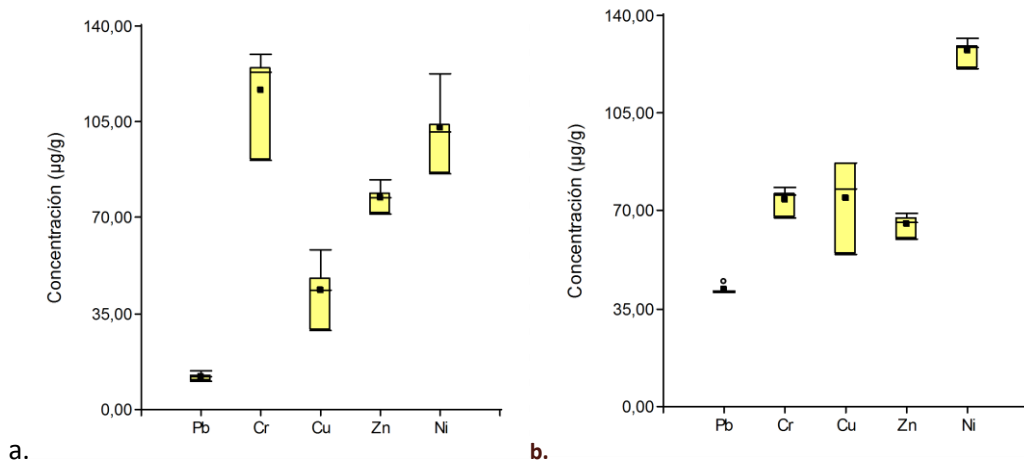 140,00
105,00
70,00
35,00
0,00
Concentración (µg/g)
Pb Cr Cu Zn Ni
a.
140,00
105,00
70,00
35,00
0,00
Concentración (µg/g)
Pb Cr Cu Zn Ni
b.